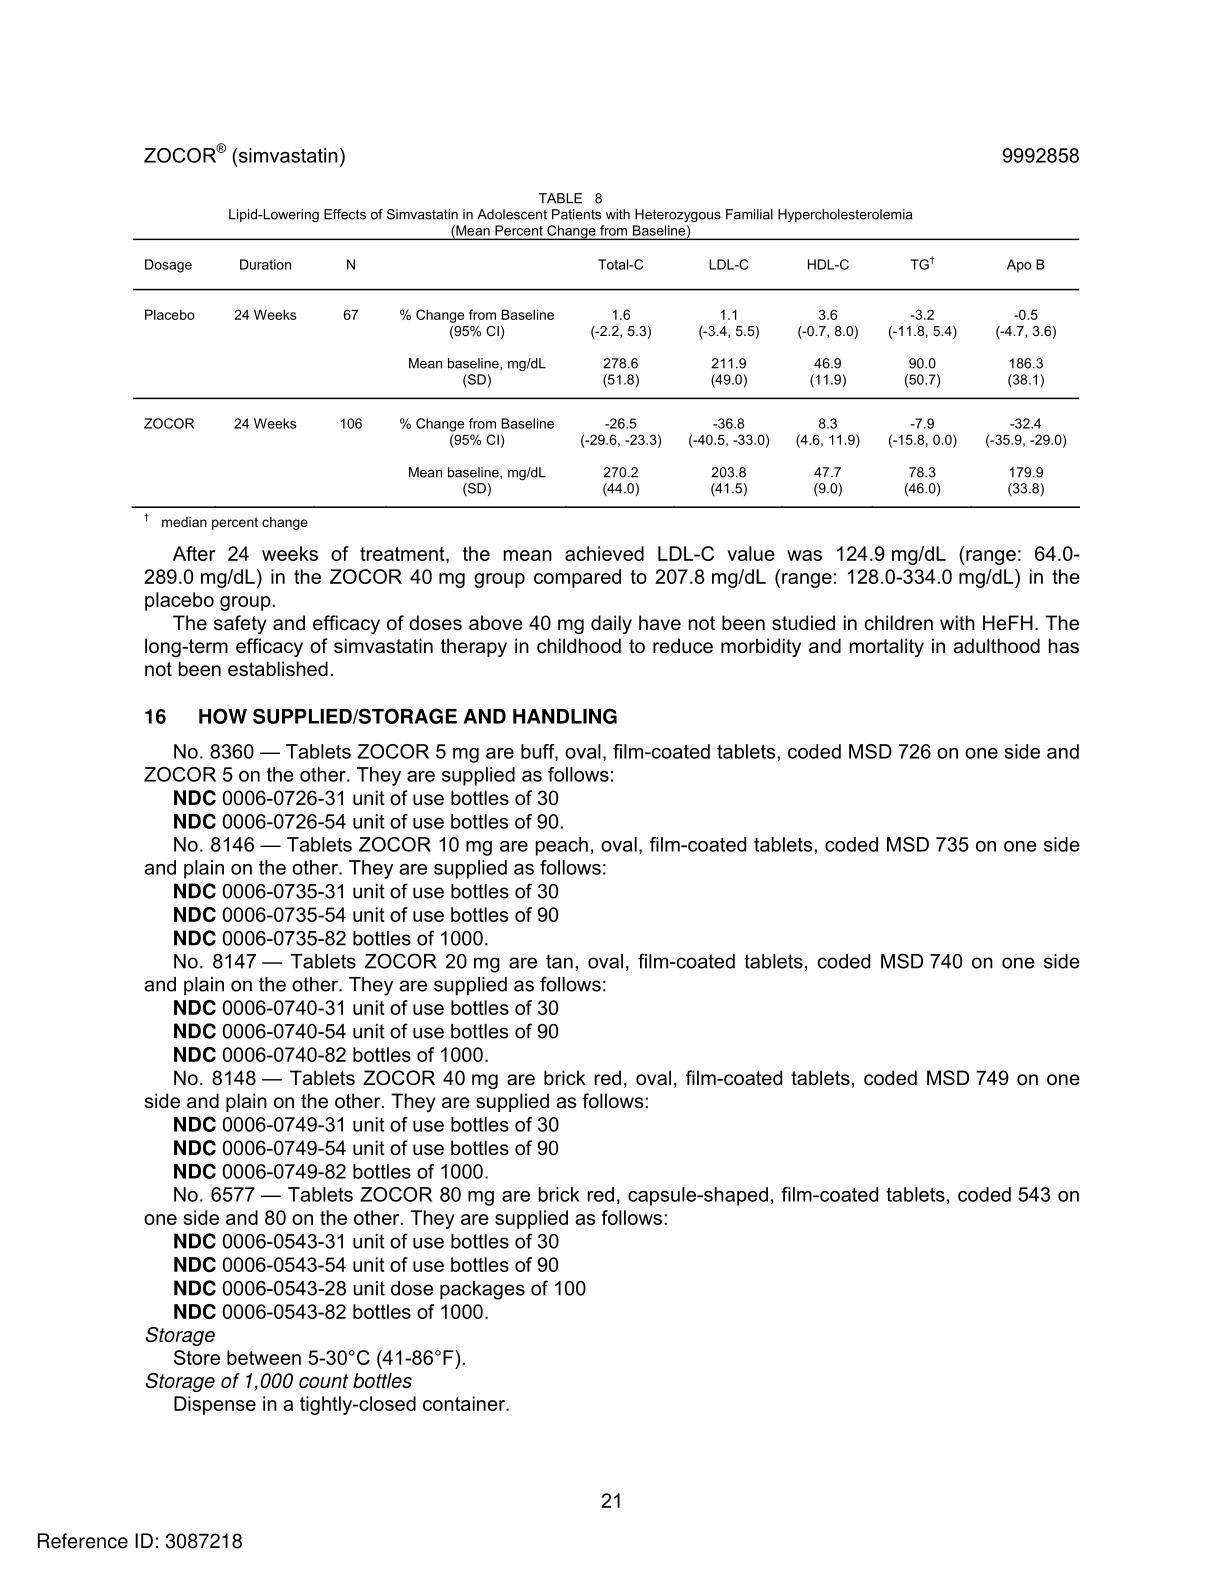 ZOCOR® (simvastatin) 9992858
TABLE 8
Lipid-Lowering Effects of Simvastatin in Adolescent Patients with Heterozygous Familial Hypercholesterolemia
(Mean Percent Change from Baseline)
Dosage Duration N Total-C LDL-C HDL-C TG† Apo B
Placebo 24 Weeks 67 % Change from Baseline 1.6 1.1 3.6 -3.2 -0.5
(95% CI) (-2.2, 5.3) (-3.4, 5.5) (-0.7, 8.0) (-11.8, 5.4) (-4.7, 3.6)
Mean baseline, mg/dL 278.6 211.9 46.9 90.0 186.3
(SD) (51.8) (49.0) (11.9) (50.7) (38.1)
ZOCOR 24 Weeks 106 % Change from Baseline -26.5 -36.8 8.3 -7.9 -32.4
(95% CI) (-29.6, -23.3) (-40.5, -33.0) (4.6, 11.9) (-15.8, 0.0) (-35.9, -29.0)
Mean baseline, mg/dL 270.2 203.8 47.7 78.3 179.9
(SD) (44.0) (41.5) (9.0) (46.0) (33.8)
† median percent change
After 24 weeks of treatment, the mean achieved LDL-C value was 124.9 mg/dL (range: 64.0-
289.0 mg/dL) in the ZOCOR 40 mg group compared to 207.8 mg/dL (range: 128.0-334.0 mg/dL) in the
placebo group.
The safety and efficacy of doses above 40 mg daily have not been studied in children with HeFH. The
long-term efficacy of simvastatin therapy in childhood to reduce morbidity and mortality in adulthood has
not been established.
16 HOW SUPPLIED/STORAGE AND HANDLING
No. 8360 — Tablets ZOCOR 5 mg are buff, oval, film-coated tablets, coded MSD 726 on one side and
ZOCOR 5 on the other. They are supplied as follows:
NDC 0006-0726-31 unit of use bottles of 30
NDC 0006-0726-54 unit of use bottles of 90.
No. 8146 — Tablets ZOCOR 10 mg are peach, oval, film-coated tablets, coded MSD 735 on one side
and plain on the other. They are supplied as follows:
NDC 0006-0735-31 unit of use bottles of 30
NDC 0006-0735-54 unit of use bottles of 90
NDC 0006-0735-82 bottles of 1000.
No. 8147 — Tablets ZOCOR 20 mg are tan, oval, film-coated tablets, coded MSD 740 on one side
and plain on the other. They are supplied as follows:
NDC 0006-0740-31 unit of use bottles of 30
NDC 0006-0740-54 unit of use bottles of 90
NDC 0006-0740-82 bottles of 1000.
No. 8148 — Tablets ZOCOR 40 mg are brick red, oval, film-coated tablets, coded MSD 749 on one
side and plain on the other. They are supplied as follows:
NDC 0006-0749-31 unit of use bottles of 30
NDC 0006-0749-54 unit of use bottles of 90
NDC 0006-0749-82 bottles of 1000.
No. 6577 — Tablets ZOCOR 80 mg are brick red, capsule-shaped, film-coated tablets, coded 543 on
one side and 80 on the other. They are supplied as follows:
NDC 0006-0543-31 unit of use bottles of 30
NDC 0006-0543-54 unit of use bottles of 90
NDC 0006-0543-28 unit dose packages of 100
NDC 0006-0543-82 bottles of 1000.
Storage
Store between 5-30°C (41-86°F).
Storage of 1,000 count bottles
Dispense in a tightly-closed container.
21
Reference ID: 3087218